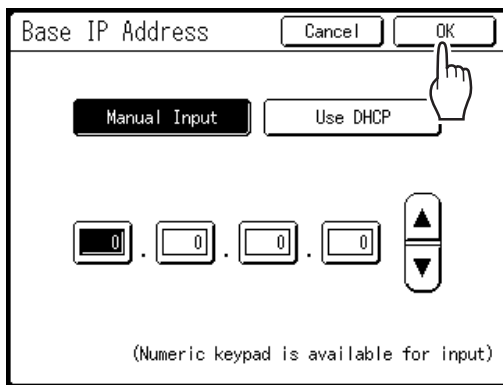 Base IP Address Cancel OK
Manual Input Use DHCP
0 . 0 . 0 . 0
(Numeric keypad is available for input)